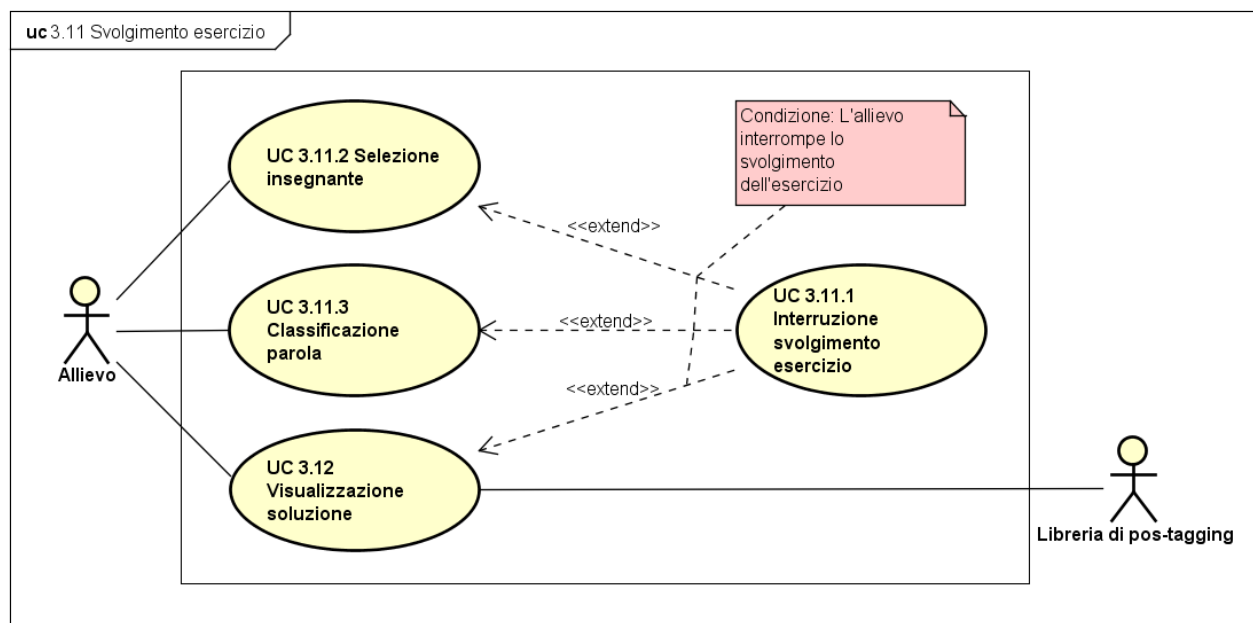 uc 3.11 Svolgimento esercizio
UC 3.11.2 Selezione
insegnante
Condizione: L'allievo
interrompe lo
svolgimento
dell'esercizio
<<extend>>
UC 3.11.3
Classificazione
parola
<<extend>>
UC 3.11.1
Interruzione
svolgimento
esercizio
Allievo
<<extend>>
UC 3.12
Visualizzazione
soluzione
Libreria di pos-tagging